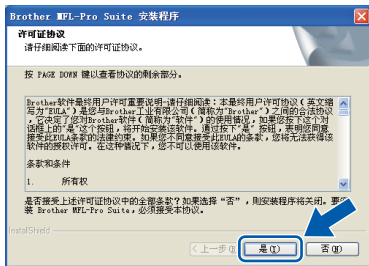 Brother MFL-Pro Suite 安装程序
许可证协议
请仔细阅读下面的许可证协议。
按 PAGE DOWN 键以查看协议的剩余部分。
Brother软件最终用户许可重要说明-请仔细阅读：本最终用户许可协议（英文缩
写为"EULA"）是您与Brother工业有限公司（简称为"Brother"）之间的合法协议
，它决定了您对Brother软件（简称为"软件"）的使用情况，如果您按下这个对
话框上的"是"这个按钮，将开始安装该软件。通过按下"是" 按钮，表明您同意
接受此EULA条款的法律约束。如果您不同意接受此EULA的条款，您将无法获得该
软件的授权许可。在这种情况下，您不可以使用该软件。
条款和条件
1. 所有权
是否接受上述许可证协议中的全部条款？如果选择"否"，则安装程序将关闭。要
装 Brother MFL-Pro Suite，必须接受本协议。
InstallShield
< 上一步(B) 是(Y) 否(N)